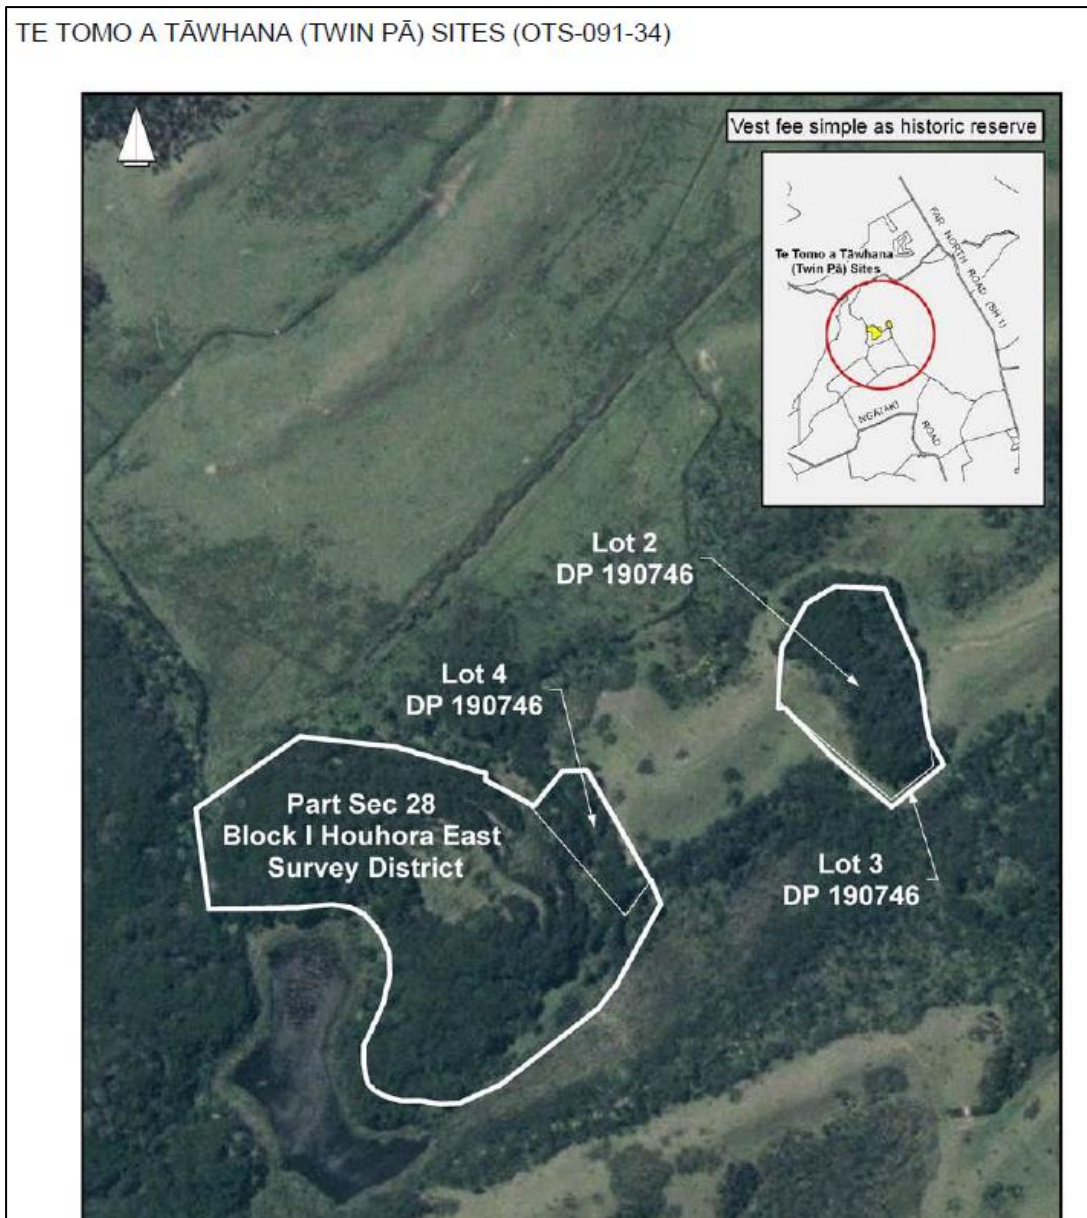 TE TOMO A TĀWHANA (TWIN PĀ) SITES (OTS-091-34)
Vest fee simple as historic reserve
FAR NORTH ROAD (SH 1)
Te Tomo a Tāwhana
(Twin Pā) Sites
NGATAKI ROAD
Lot 2
DP 190746
Lot 4
DP 190746
Part Sec 28
Block I Houhora East
Survey District
Lot 3
DP 190746